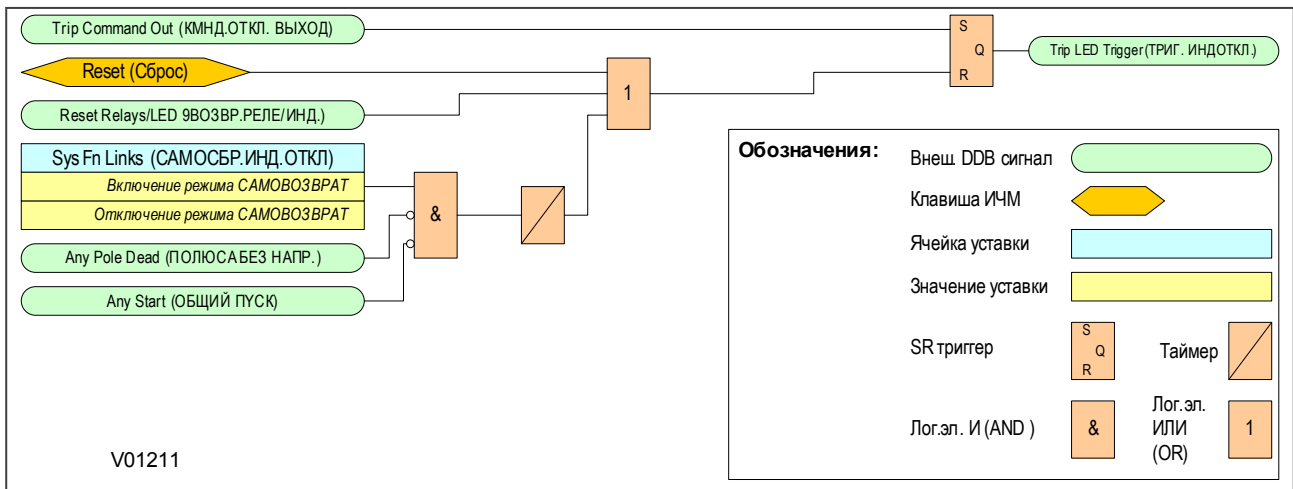 Trip Command Out (КМНД.ОТКЛ. ВЫХОД)
Reset (Сброс)
Reset Relays/LED 9ВОЗВР.РЕЛЕ/ИНД.)
Sys Fn Links (САМОСБР.ИНД.ОТКЛ)
Включение режима САМОВОЗВРАТ
Отключение режима САМОВОЗВРАТ
Any Pole Dead (ПОЛЮСА БЕЗ НАПР.)
Any Start (ОБЩИЙ ПУСК)
&
1
S
Q
R
Trip LED Trigger (ТРИГ. ИНДОТКЛ.)
Обозначения:
Внеш. DDB сигнал
Клавиша ИЧМ
Ячейка уставки
Значение уставки
SR триггер
S
Q
R
Таймер
Лог.эл. И (AND )
&
Лог.эл.
ИЛИ
(OR)
1
V01211